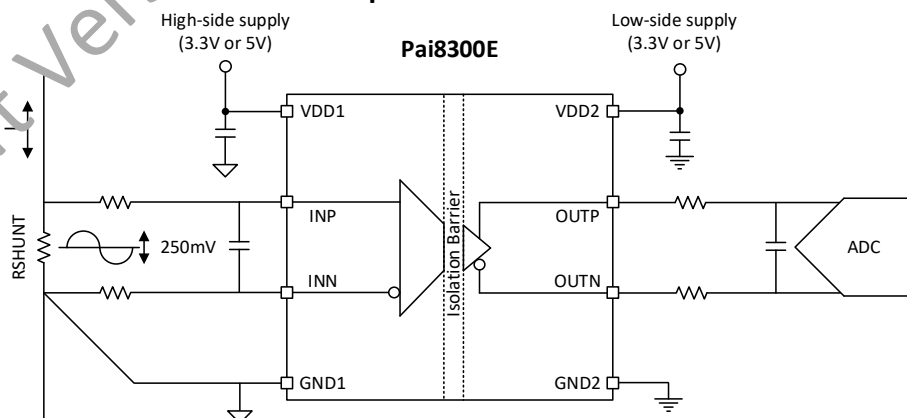 High-side supply
(3.3V or 5V)
Low-side supply
(3.3V or 5V)
Pai8300E
VDD1
VDD2
I
INP
OUTP
RSHUNT
250mV
Isolation Barrier
ADC
INN
OUTN
GND1
GND2